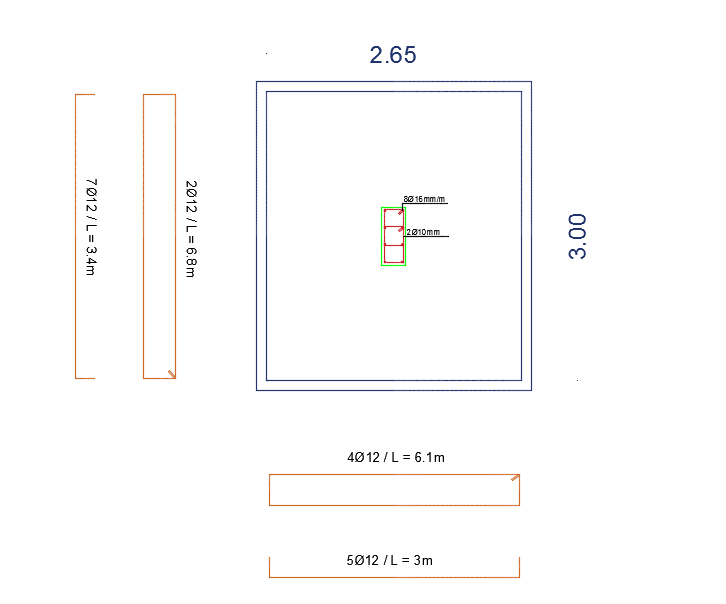 2.65
7Ø12 / L = 3.4m
2Ø12 / L = 6.8m
8Ø16mm/m
2Ø10mm
3.00
4Ø12 / L = 6.1m
5Ø12 / L = 3m